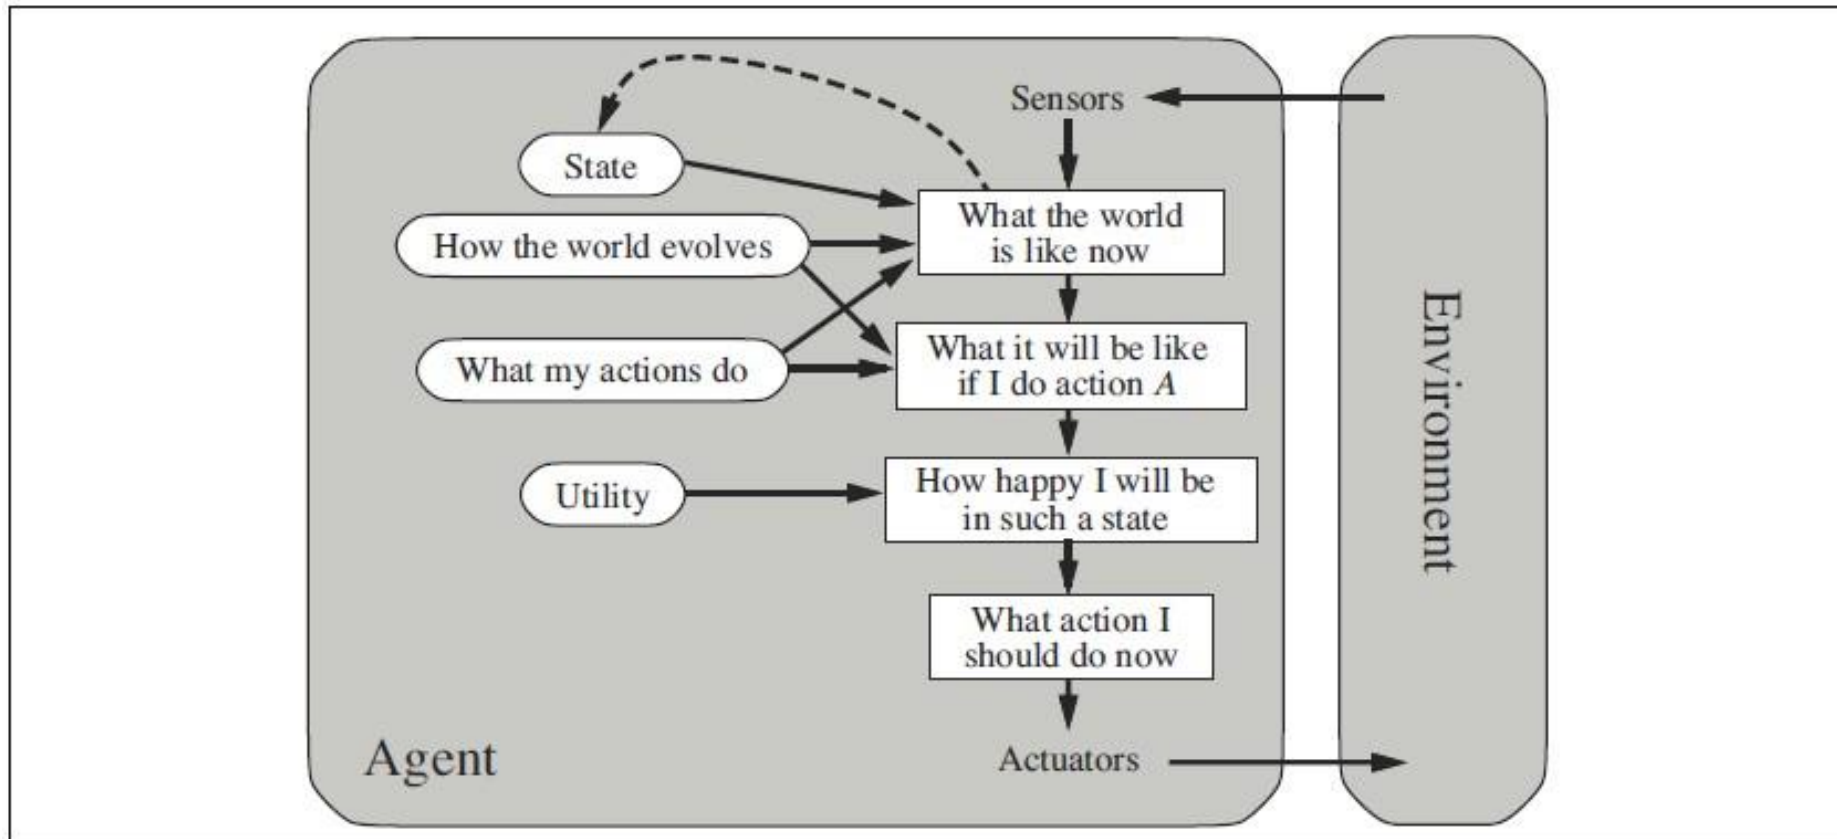 Sensors
State
What the world
is like now
How the world evolves
What my actions do
What it will be like
if I do action A
Utility
How happy I will be
in such a state
What action I
should do now
Agent
Actuators
Environment